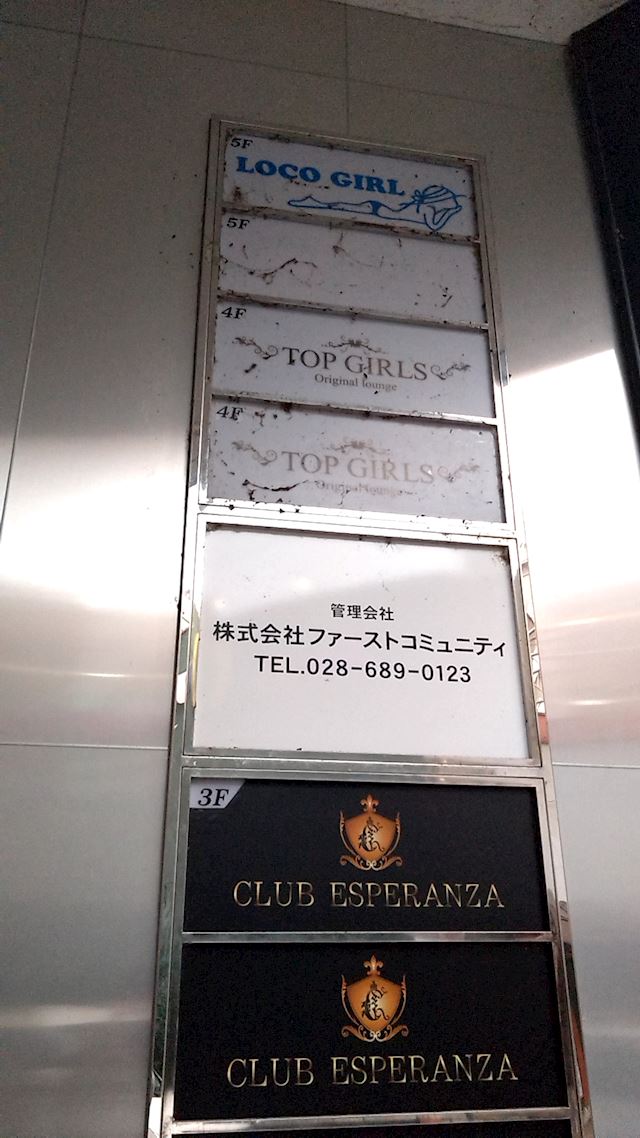 5F
LOCO GIRL
5F
4F
TOP GIRLS
Original lounge
4F
TOP GIRLS
Original lounge
管理会社
株式会社ファーストコミュニティ
TEL.028-689-0123
3F
CLUB ESPERANZA
CLUB ESPERANZA